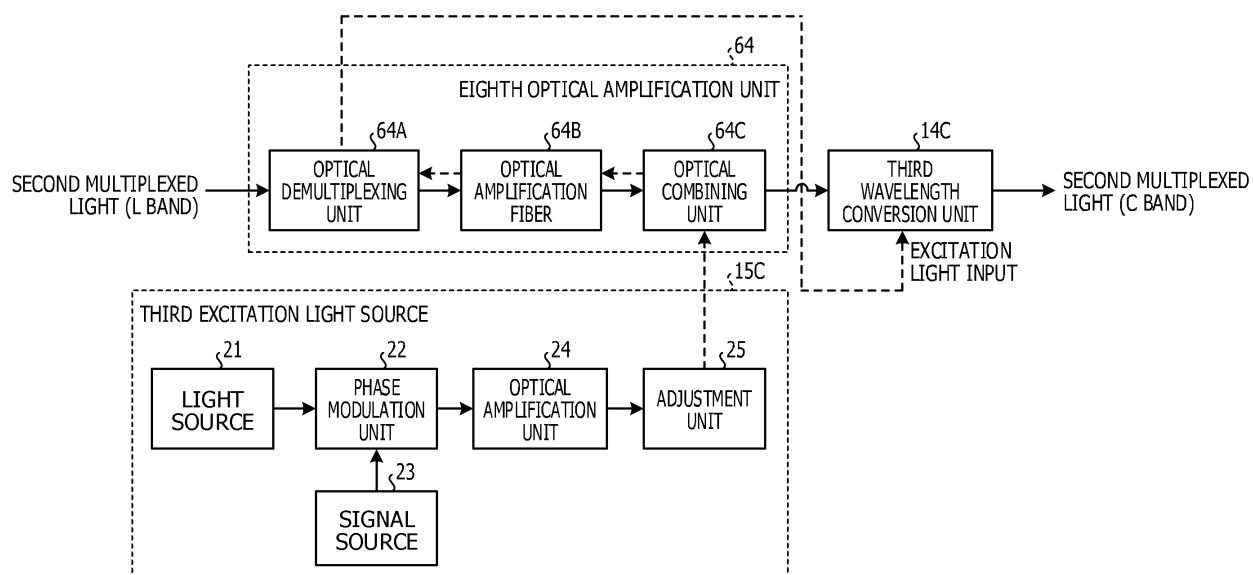 64
EIGHTH OPTICAL AMPLIFICATION UNIT
64A
64B
64C
14C
SECOND MULTIPLEXED
LIGHT (L BAND)
OPTICAL
DEMULTIPLEXING
UNIT
OPTICAL
AMPLIFICATION
FIBER
OPTICAL
COMBINING
UNIT
THIRD
WAVELENGTH
CONVERSION UNIT
SECOND MULTIPLEXED
LIGHT (C BAND)
EXCITATION
LIGHT INPUT
15C
THIRD EXCITATION LIGHT SOURCE
21
22
24
25
LIGHT
SOURCE
PHASE
MODULATION
UNIT
OPTICAL
AMPLIFICATION
UNIT
ADJUSTMENT
UNIT
23
SIGNAL
SOURCE